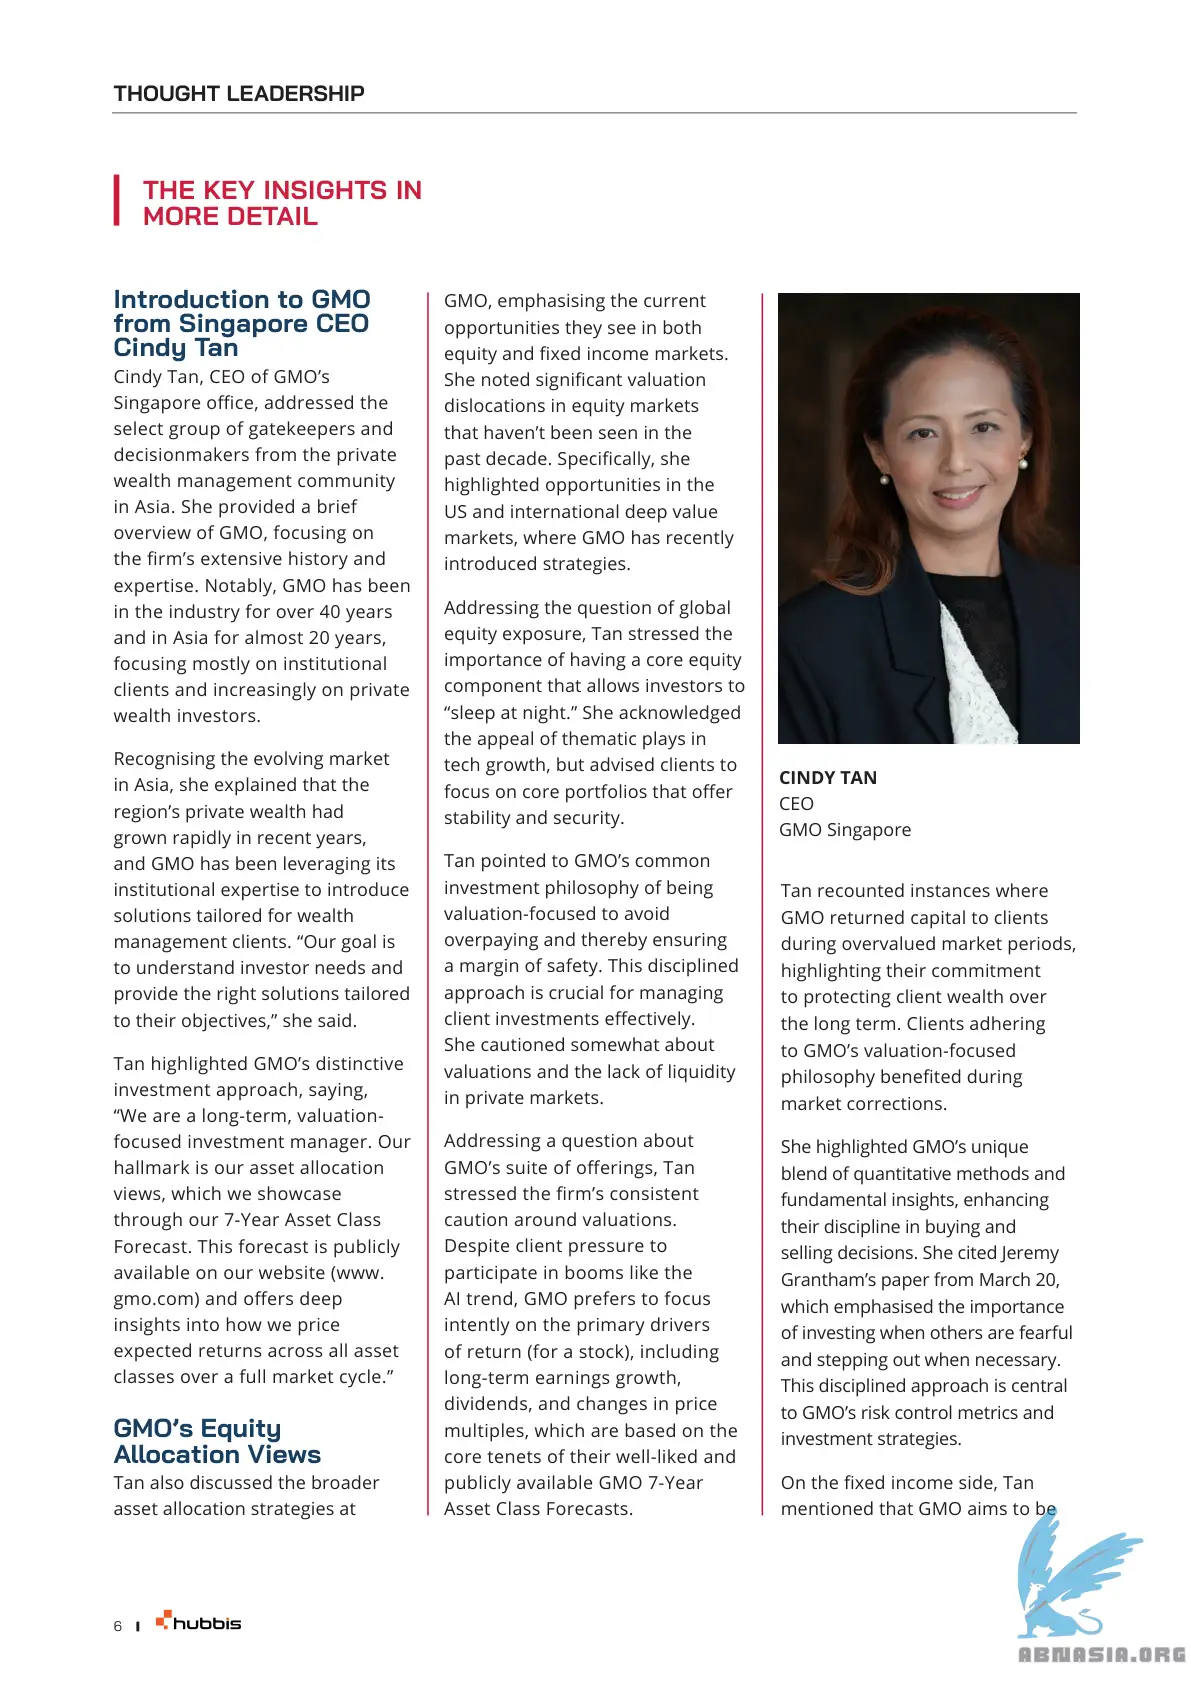 THOUGHT LEADERSHIP
THE KEY INSIGHTS IN
MORE DETAIL
Introduction to GMO
from Singapore CEO
Cindy Tan
Cindy Tan, CEO of GMO’s
Singapore office, addressed the
select group of gatekeepers and
decisionmakers from the private
wealth management community
in Asia. She provided a brief
overview of GMO, focusing on
the firm’s extensive history and
expertise. Notably, GMO has been
in the industry for over 40 years
and in Asia for almost 20 years,
focusing mostly on institutional
clients and increasingly on private
wealth investors.
Recognising the evolving market
in Asia, she explained that the
region’s private wealth had
grown rapidly in recent years,
and GMO has been leveraging its
institutional expertise to introduce
solutions tailored for wealth
management clients. “Our goal is
to understand investor needs and
provide the right solutions tailored
to their objectives,” she said.
Tan highlighted GMO’s distinctive
investment approach, saying,
“We are a long-term, valuation-
focused investment manager. Our
hallmark is our asset allocation
views, which we showcase
through our 7-Year Asset Class
Forecast. This forecast is publicly
available on our website (www.
gmo.com) and offers deep
insights into how we price
expected returns across all asset
classes over a full market cycle.”
GMO’s Equity
Allocation Views
Tan also discussed the broader
asset allocation strategies at
GMO, emphasising the current
opportunities they see in both
equity and fixed income markets.
She noted significant valuation
dislocations in equity markets
that haven’t been seen in the
past decade. Specifically, she
highlighted opportunities in the
US and international deep value
markets, where GMO has recently
introduced strategies.
Addressing the question of global
equity exposure, Tan stressed the
importance of having a core equity
component that allows investors to
“sleep at night.” She acknowledged
the appeal of thematic plays in
tech growth, but advised clients to
focus on core portfolios that offer
stability and security.
Tan pointed to GMO’s common
investment philosophy of being
valuation-focused to avoid
overpaying and thereby ensuring
a margin of safety. This disciplined
approach is crucial for managing
client investments effectively.
She cautioned somewhat about
valuations and the lack of liquidity
in private markets.
Addressing a question about
GMO’s suite of offerings, Tan
stressed the firm’s consistent
caution around valuations.
Despite client pressure to
participate in booms like the
AI trend, GMO prefers to focus
intently on the primary drivers
of return (for a stock), including
long-term earnings growth,
dividends, and changes in price
multiples, which are based on the
core tenets of their well-liked and
publicly available GMO 7-Year
Asset Class Forecasts.
CINDY TAN
CEO
GMO Singapore
Tan recounted instances where
GMO returned capital to clients
during overvalued market periods,
highlighting their commitment
to protecting client wealth over
the long term. Clients adhering
to GMO’s valuation-focused
philosophy benefited during
market corrections.
She highlighted GMO’s unique
blend of quantitative methods and
fundamental insights, enhancing
their discipline in buying and
selling decisions. She cited Jeremy
Grantham’s paper from March 20,
which emphasised the importance
of investing when others are fearful
and stepping out when necessary.
This disciplined approach is central
to GMO’s risk control metrics and
investment strategies.
On the fixed income side, Tan
mentioned that GMO aims to be
6
hubbis
ABNASIA.ORG